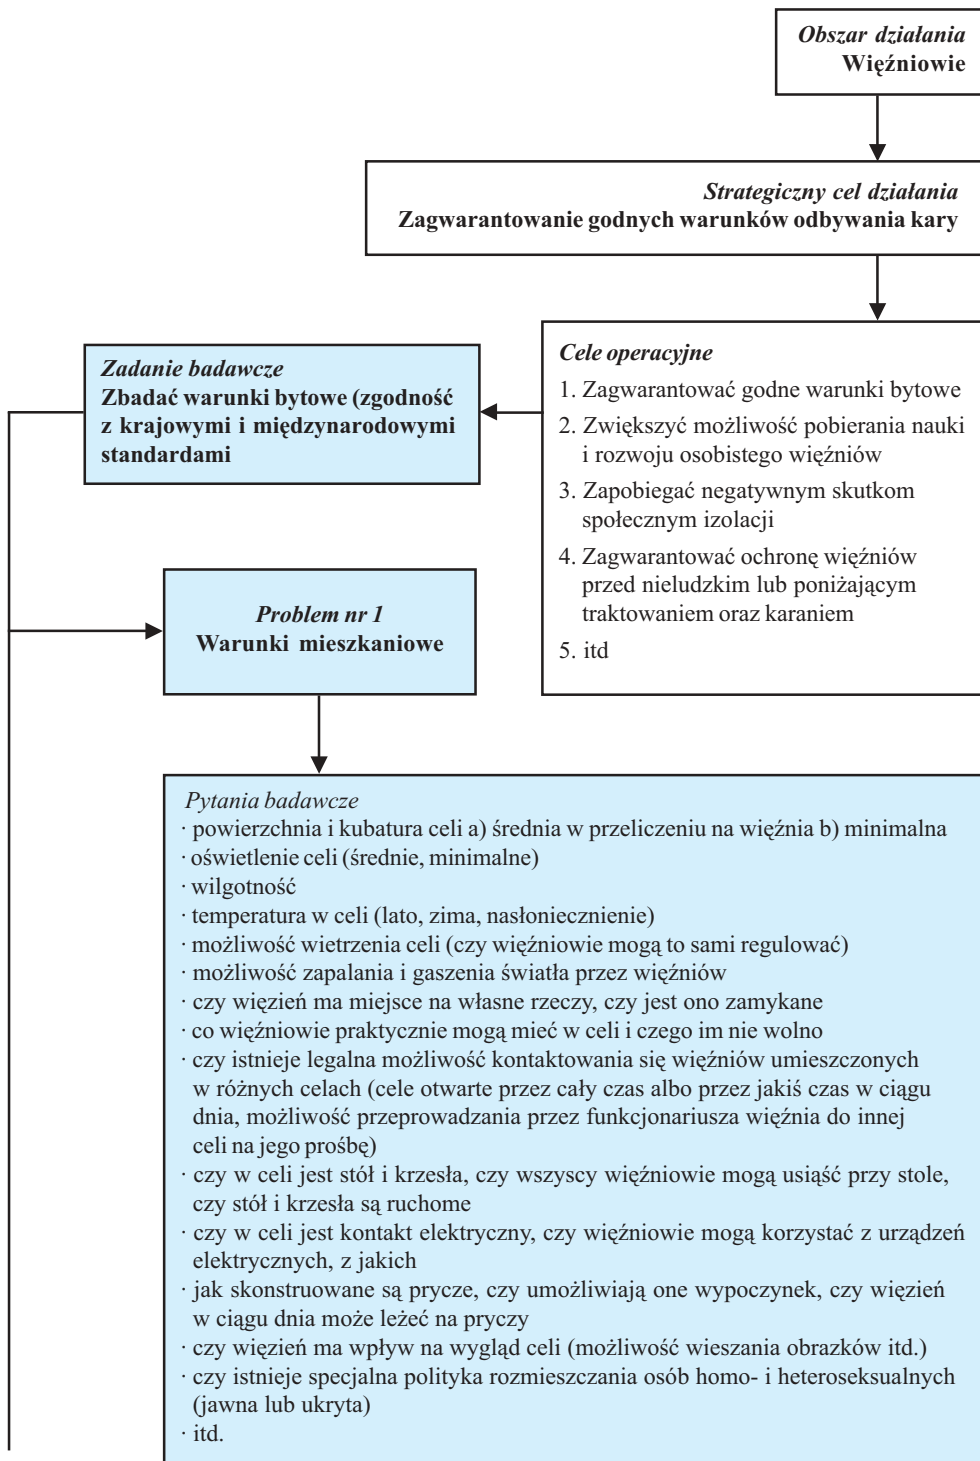 Obszar działania
Więźniowie
Strategiczny cel działania
Zagwarantowanie godnych warunków odbywania kary
Cele operacyjne
1. Zagwarantować godne warunki bytowe
2. Zwiększyć możliwość pobierania nauki
i rozwoju osobistego więźniów
3. Zapobiegać negatywnym skutkom
społecznym izolacji
4. Zagwarantować ochronę więźniów
przed nieludzkim lub poniżającym
traktowaniem oraz karaniem
5. itd
Zadanie badawcze
Zbadać warunki bytowe (zgodność
z krajowymi i międzynarodowymi
standardami
Problem nr 1
Warunki mieszkaniowe
Pytania badawcze
· powierzchnia i kubatura celi a) średnia w przeliczeniu na więźnia b) minimalna
· oświetlenie celi (średnie, minimalne)
· wilgotność
· temperatura w celi (lato, zima, nasłoniecznienie)
· możliwość wietrzenia celi (czy więźniowie mogą to sami regulować)
· możliwość zapalania i gaszenia światła przez więźniów
· czy więzień ma miejsce na własne rzeczy, czy jest ono zamykane
· co więźniowie praktycznie mogą mieć w celi i czego im nie wolno
· czy istnieje legalna możliwość kontaktowania się więźniów umieszczonych
w różnych celach (cele otwarte przez cały czas albo przez jakiś czas w ciągu
dnia, możliwość przeprowadzania przez funkcjonariusza więźnia do innej
celi na jego prośbę)
· czy w celi jest stół i krzesła, czy wszyscy więźniowie mogą usiąść przy stole,
czy stół i krzesła są ruchome
· czy w celi jest kontakt elektryczny, czy więźniowie mogą korzystać z urządzeń
elektrycznych, z jakich
· jak skonstruowane są prycze, czy umożliwiają one wypoczynek, czy więzień
w ciągu dnia może leżeć na pryczy
· czy więzień ma wpływ na wygląd celi (możliwość wieszania obrazków itd.)
· czy istnieje specjalna polityka rozmieszczania osób homo- i heteroseksualnych
(jawna lub ukryta)
· itd.